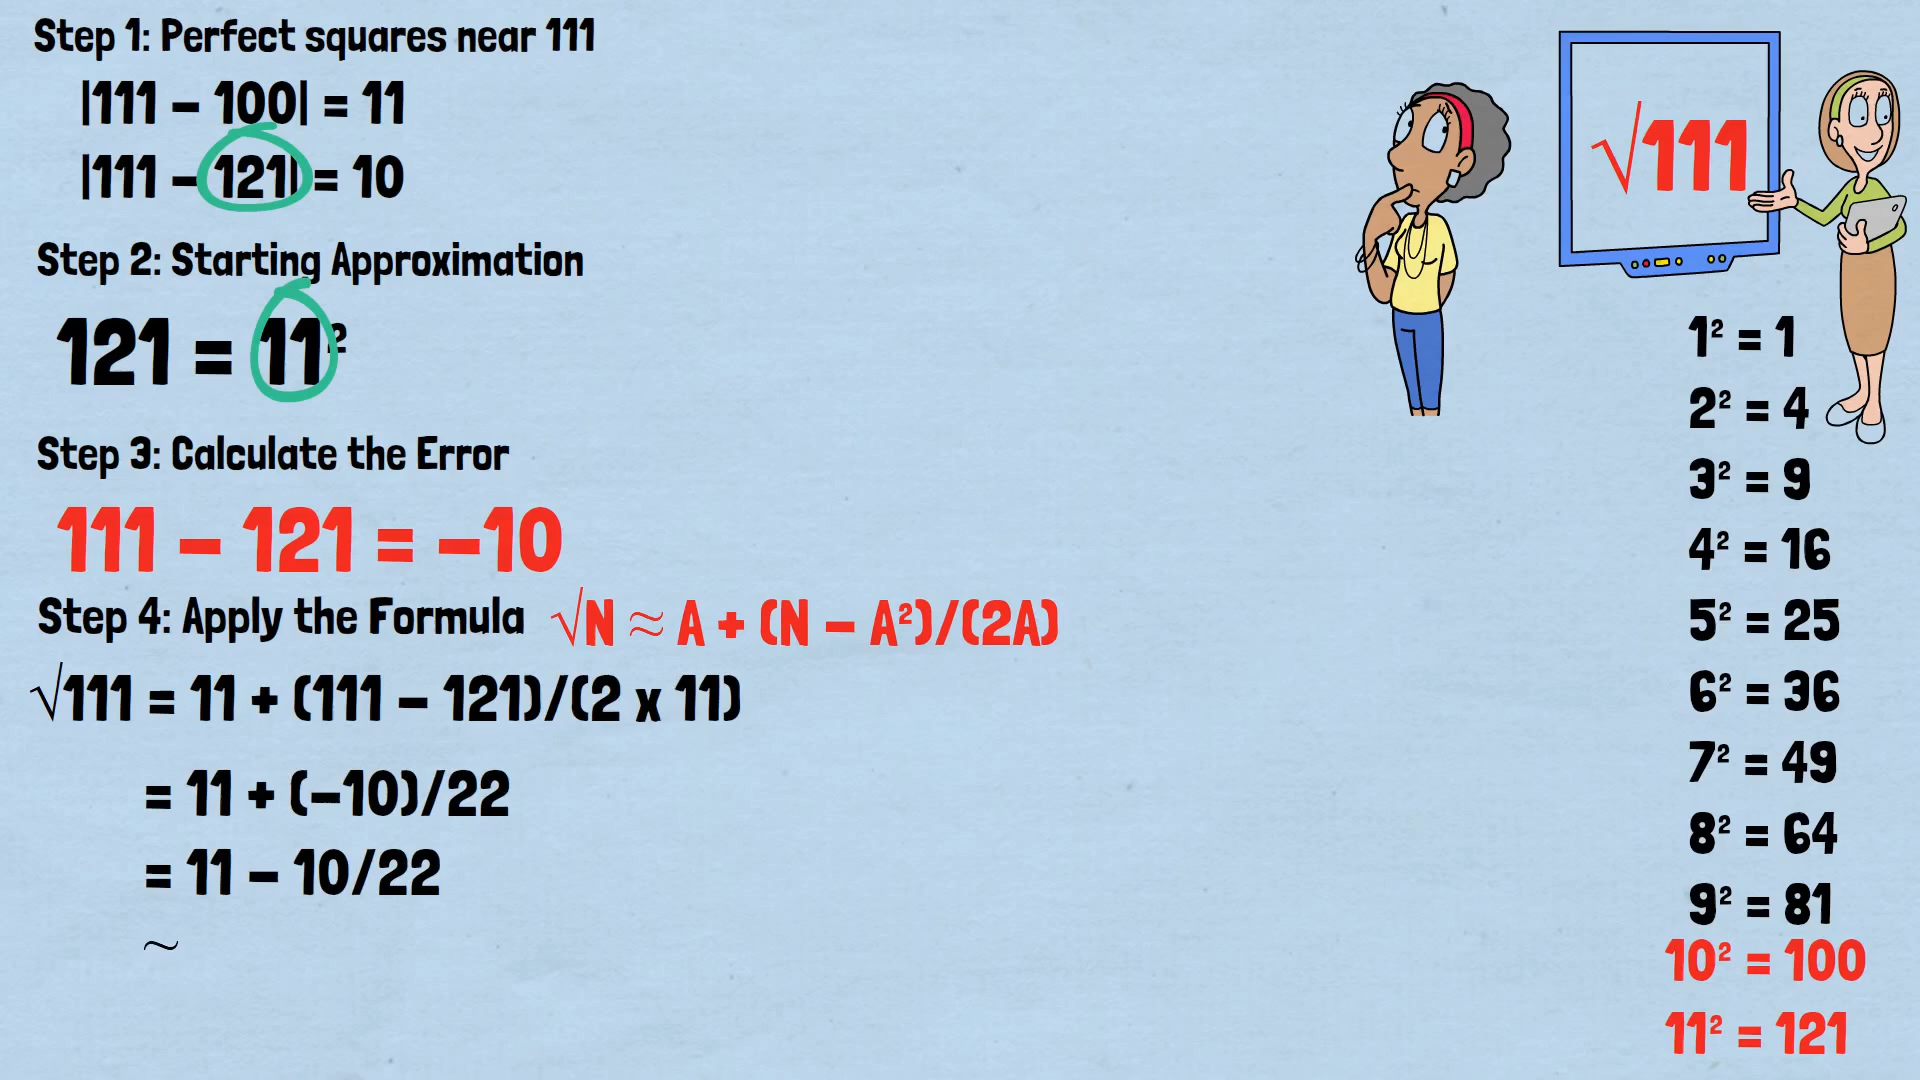 Step 1: Perfect squares near 111
|111 – 100| = 11
|111 – 121| = 10
Step 2: Starting Approximation
121 = 11²
Step 3: Calculate the Error
111 – 121 = –10
Step 4: Apply the Formula √N ≈ A + (N – A²)/(2A)
√111 = 11 + (111 – 121)/(2 x 11)
= 11 + (–10)/22
= 11 – 10/22
~
√111
1² = 1
2² = 4
3² = 9
4² = 16
5² = 25
6² = 36
7² = 49
8² = 64
9² = 81
10² = 100
11² = 121